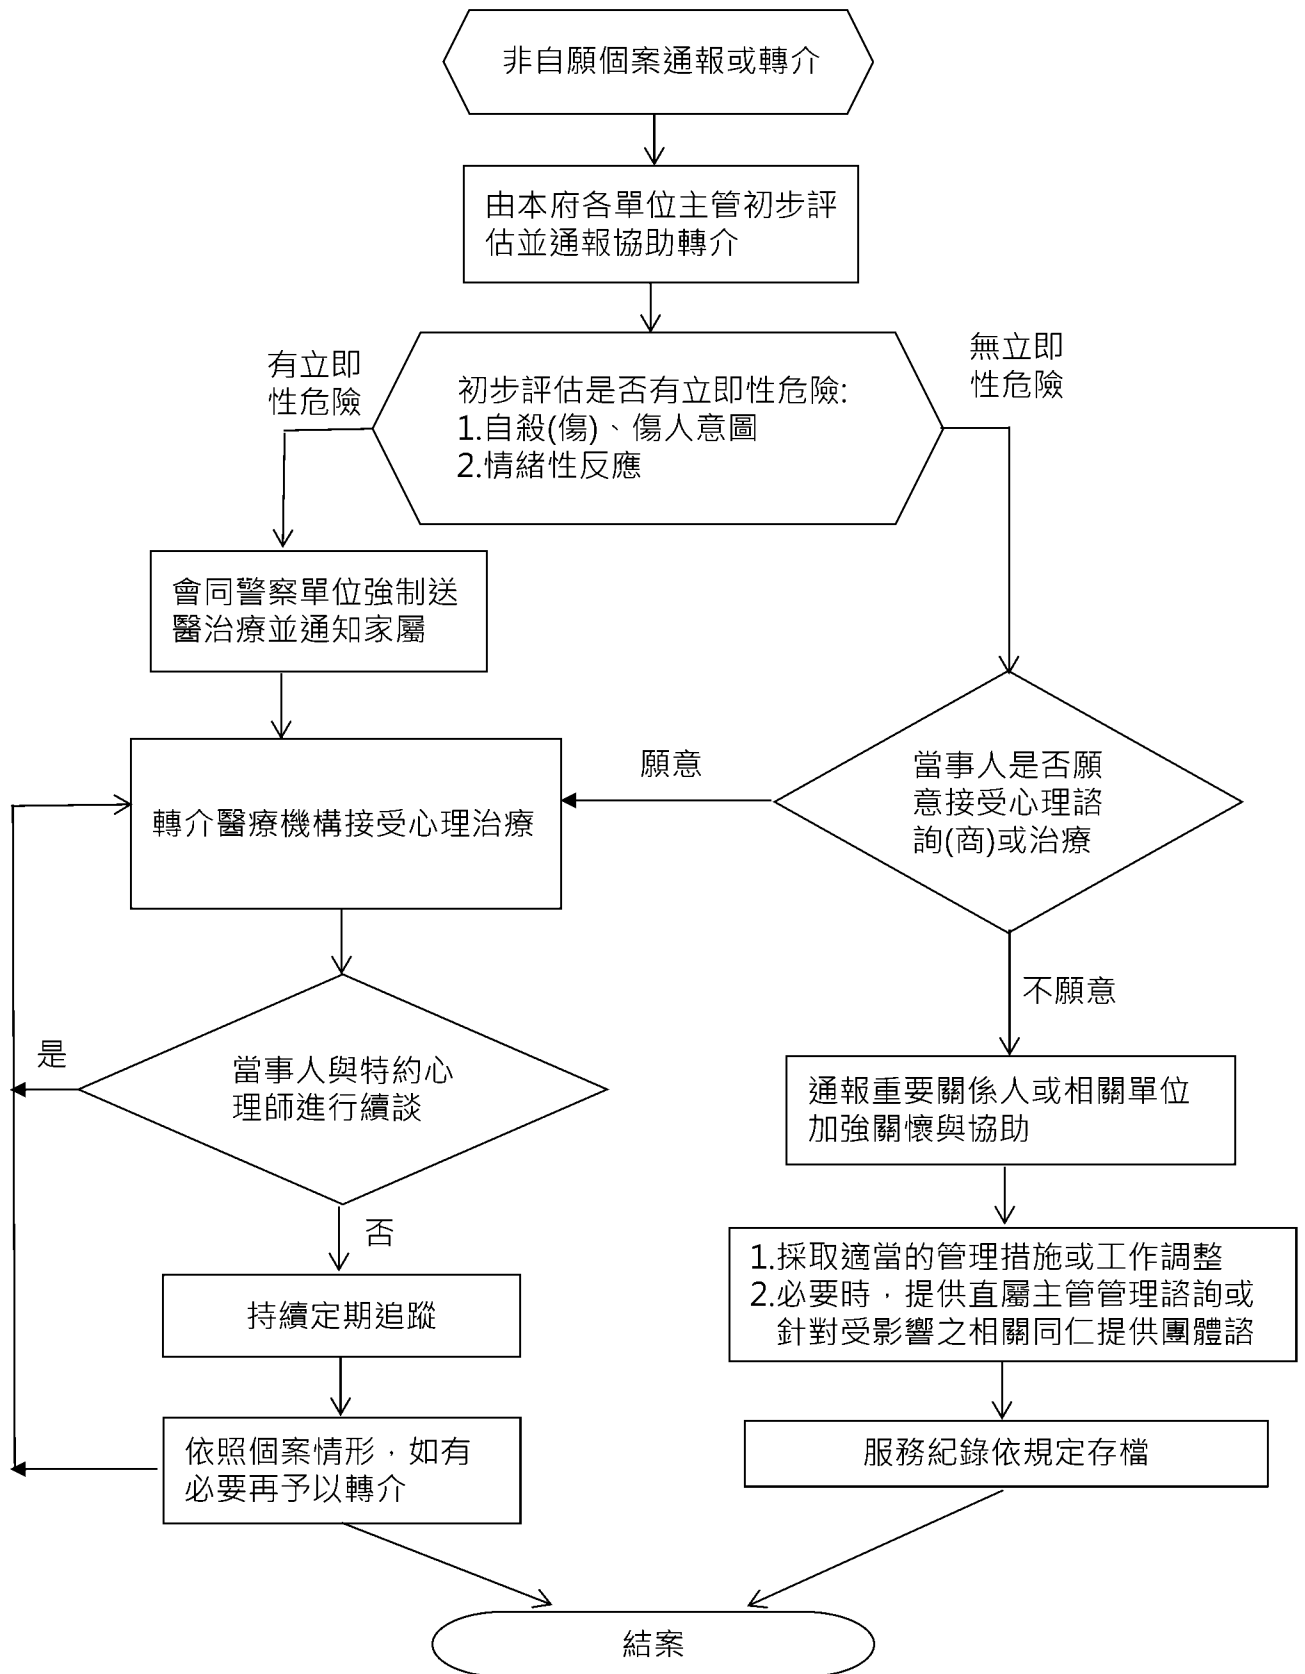 非自願個案通報或轉介
由本府各單位主管初步評
估並通報協助轉介
有立即
性危險
無立即
性危險
初步評估是否有立即性危險:
1.自殺(傷)、傷人意圖
2.情緒性反應
會同警察單位強制送
醫治療並通知家屬
願意
當事人是否願
意接受心理諮
詢(商)或治療
轉介醫療機構接受心理治療
不願意
是
當事人與特約心
理師進行續談
通報重要關係人或相關單位
加強關懷與協助
否
1.採取適當的管理措施或工作調整
2.必要時，提供直屬主管管理諮詢或
針對受影響之相關同仁提供團體諮
持續定期追蹤
依照個案情形，如有
必要再予以轉介
服務紀錄依規定存檔
結案